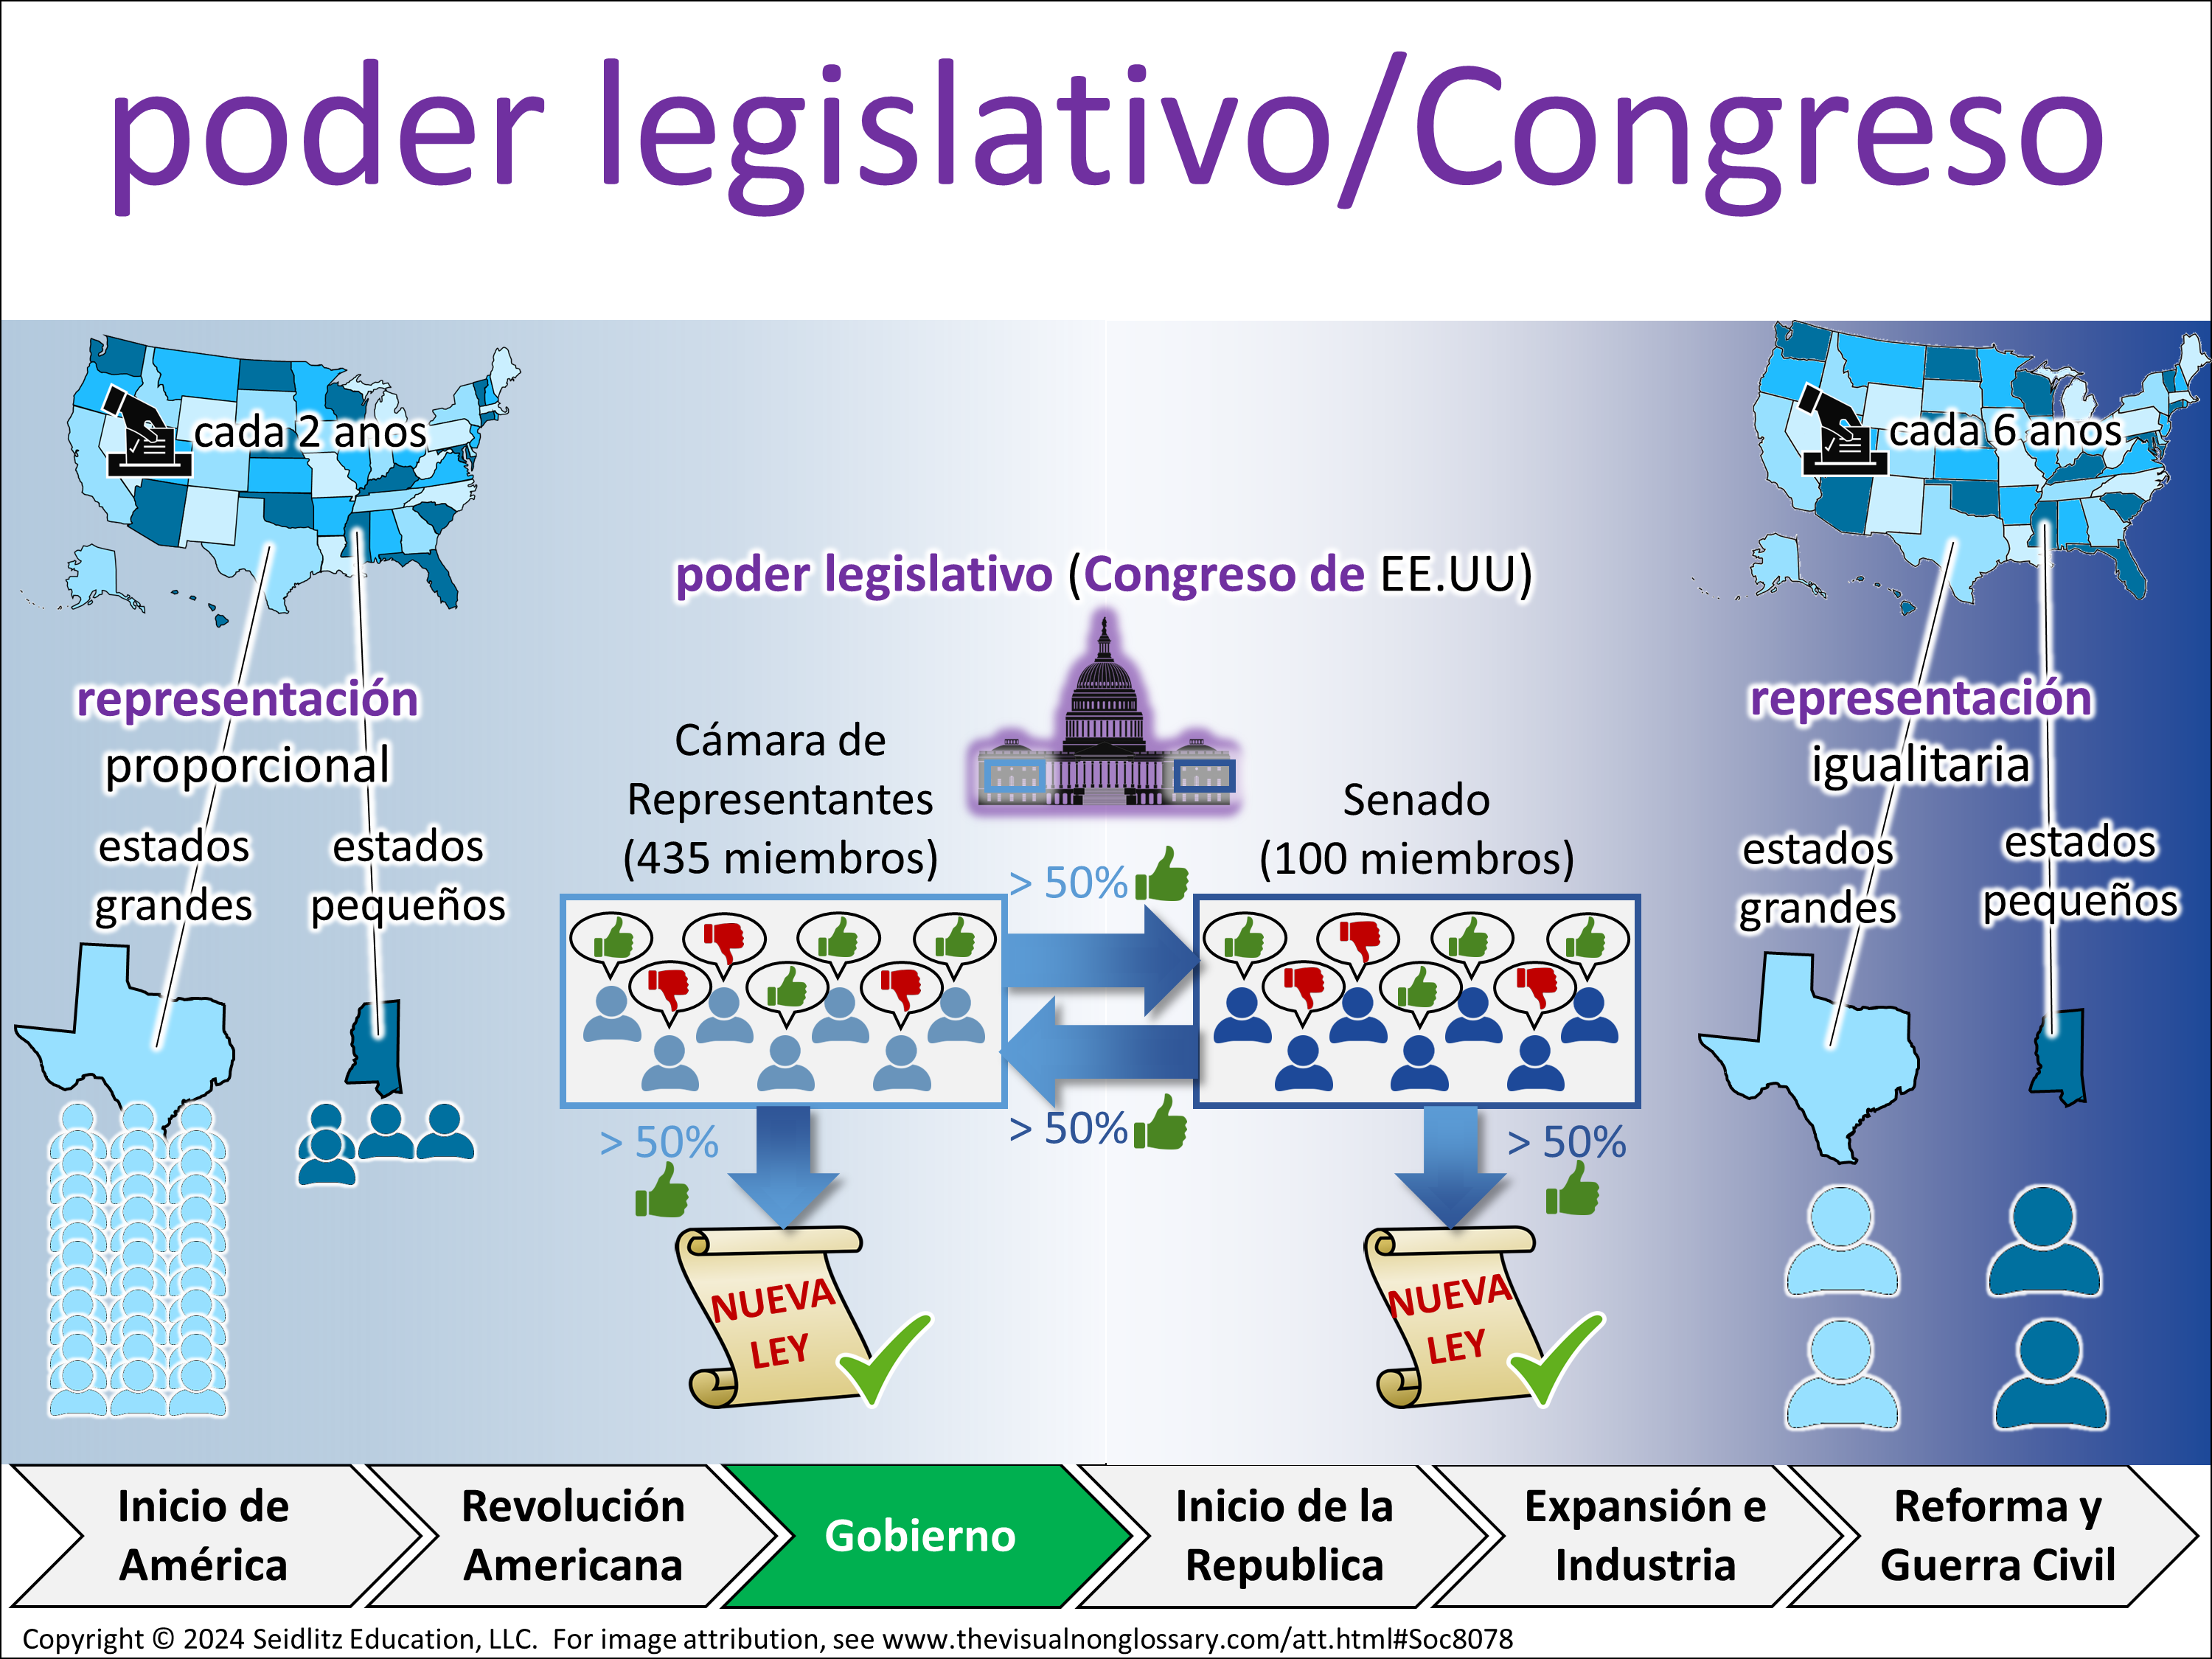 poder legislativo/Congreso
cada 2 anos
representación
proporcional
estados
grandes
estados
pequeños
poder legislativo (Congreso de EE.UU)
Cámara de
Representantes
(435 miembros)
Senado
(100 miembros)
> 50%
> 50%
> 50%
> 50%
NUEVA
LEY
NUEVA
LEY
cada 6 anos
representación
igualitaria
estados
grandes
estados
pequeños
Inicio de
América
Revolución
Americana
Gobierno
Inicio de la
Republica
Expansión e
Industria
Reforma y
Guerra Civil
Copyright © 2024 Seidlitz Education, LLC.  For image attribution, see www.thevisualnonglossary.com/att.html#Soc8078